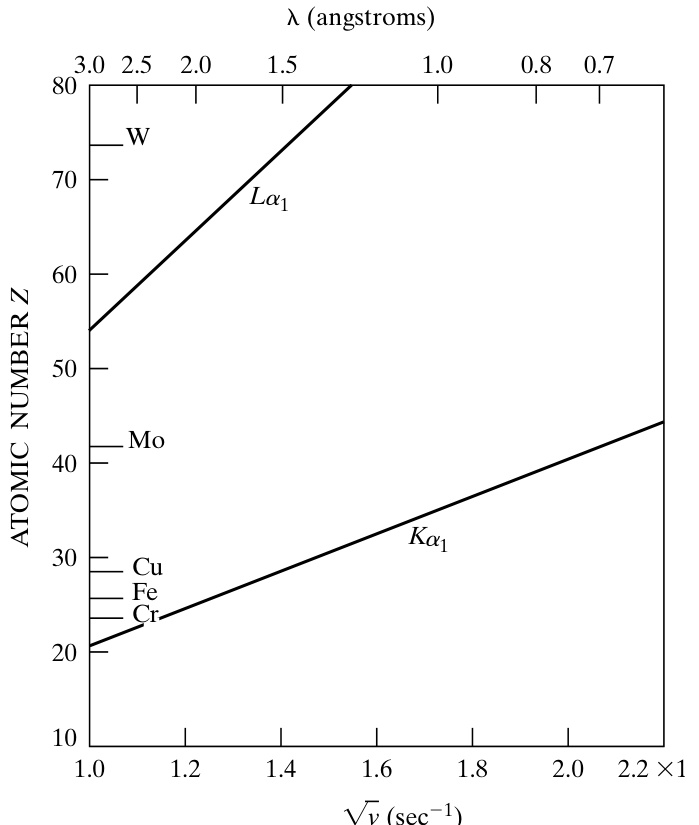 λ (angstroms)
3.0 2.5 2.0 1.5 1.0 0.8 0.7
80
W
70
Lα₁
60
50
Mo
40
Kα₁
30
Cu
Fe
Cr
20
10
ATOMIC NUMBER Z
1.0 1.2 1.4 1.6 1.8 2.0 2.2 ×1
√ν (sec⁻¹)